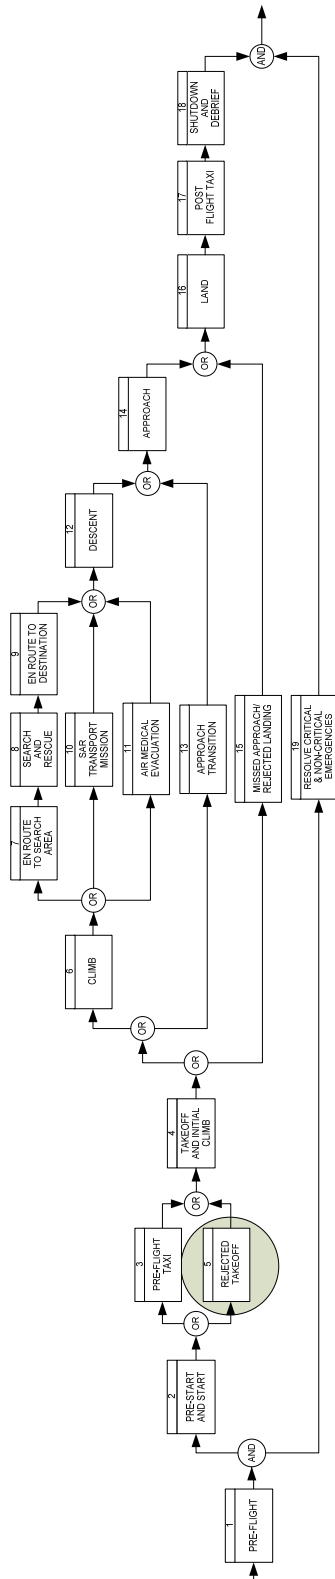 1
PRE-FLIGHT
AND
2
PRE-START
AND START
OR
3
PRE-FLIGHT
TAXI
5
REJECTED
TAKEOFF
OR
4
TAKEOFF
AND INITIAL
CLIMB
OR
OR
6
CLIMB
OR
7
EN ROUTE
TO SEARCH
AREA
8
SEARCH
AND
RESCUE
9
EN ROUTE TO
DESTINATION
10
SAR
TRANSPORT
MISSION
11
AIR MEDICAL
EVACUATION
OR
12
DESCENT
13
APPROACH
TRANSITION
OR
14
APPROACH
15
MISSED APPROACH/
REJECTED LANDING
OR
16
LAND
17
POST
FLIGHT TAXI
18
SHUTDOWN
AND
DEBRIEF
19
RESOLVE CRITICAL
& NON-CRITICAL
EMERGENCIES
AND